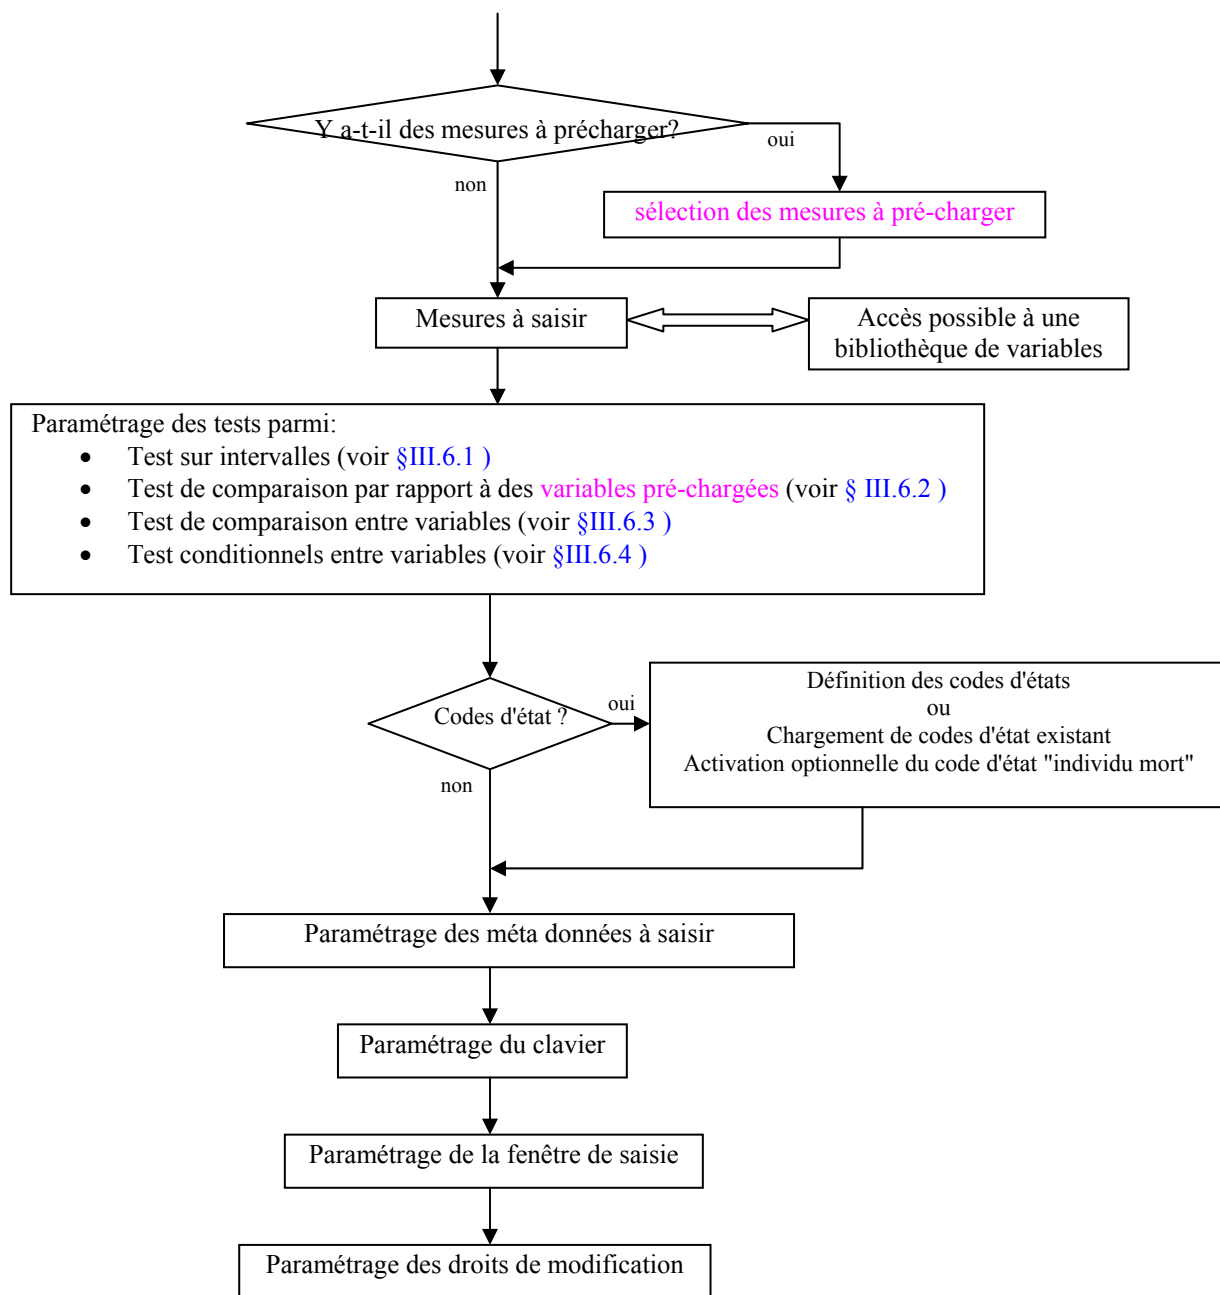 Y a-t-il des mesures à précharger?
oui
non
sélection des mesures à pré-charger
Mesures à saisir
Accès possible à une
bibliothèque de variables
Paramétrage des tests parmi:
• Test sur intervalles (voir §III.6.1 )
• Test de comparaison par rapport à des variables pré-chargées (voir § III.6.2 )
• Test de comparaison entre variables (voir §III.6.3 )
• Test conditionnels entre variables (voir §III.6.4 )
Codes d'état ?
oui
non
Définition des codes d'états
ou
Chargement de codes d'état existant
Activation optionnelle du code d'état "individu mort"
Paramétrage des méta données à saisir
Paramétrage du clavier
Paramétrage de la fenêtre de saisie
Paramétrage des droits de modification